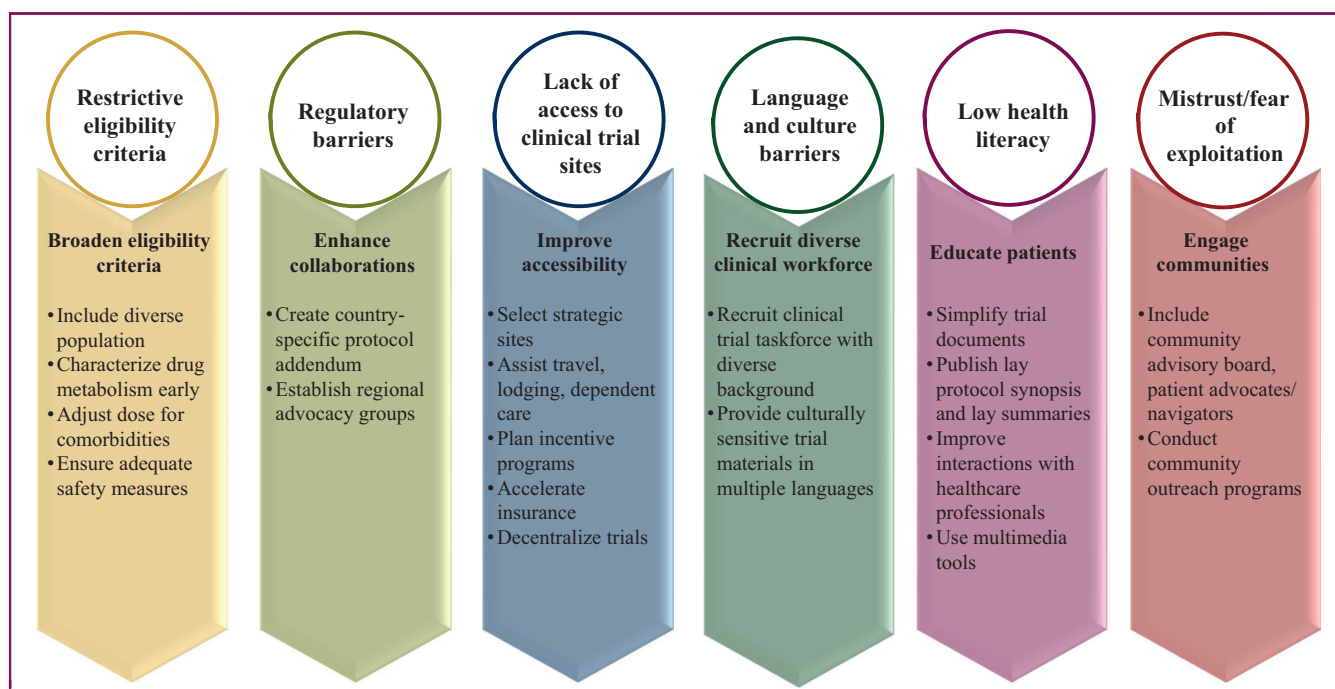 Restrictive
eligibility
criteria
Broaden eligibility
criteria
• Include diverse
population
• Characterize drug
metabolism early
• Adjust dose for
comorbidities
• Ensure adequate
safety measures
Regulatory
barriers
Enhance
collaborations
• Create country-
specific protocol
addendum
• Establish regional
advocacy groups
Lack of
access to
clinical trial
sites
Improve
accessibility
• Select strategic
sites
• Assist travel,
lodging, dependent
care
• Plan incentive
programs
• Accelerate
insurance
• Decentralize trials
Language
and culture
barriers
Recruit diverse
clinical workforce
• Recruit clinical
trial taskforce with
diverse
background
• Provide culturally
sensitive trial
materials in
multiple languages
Low health
literacy
Educate patients
• Simplify trial
documents
• Publish lay
protocol synopsis
and lay summaries
• Improve
interactions with
healthcare
professionals
• Use multimedia
tools
Mistrust/fear
of
exploitation
Engage
communities
• Include
community
advisory board,
patient advocates/
navigators
• Conduct
community
outreach programs